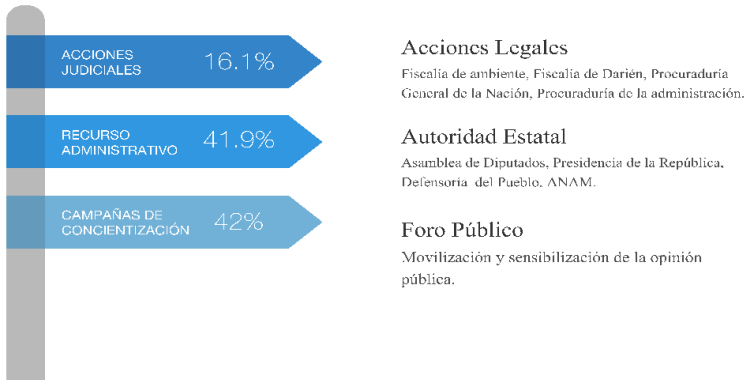 ACCIONES
JUDICIALES
16.1%
Acciones Legales
Fiscalía de ambiente, Fiscalía de Darién, Procuraduría
General de la Nación, Procuraduría de la administración.
RECURSO
ADMINISTRATIVO
41.9%
Autoridad Estatal
Asamblea de Diputados, Presidencia de la República,
Defensoría del Pueblo, ANAM.
CAMPAÑAS DE
CONCIENTIZACIÓN
42%
Foro Público
Movilización y sensibilización de la opinión
pública.